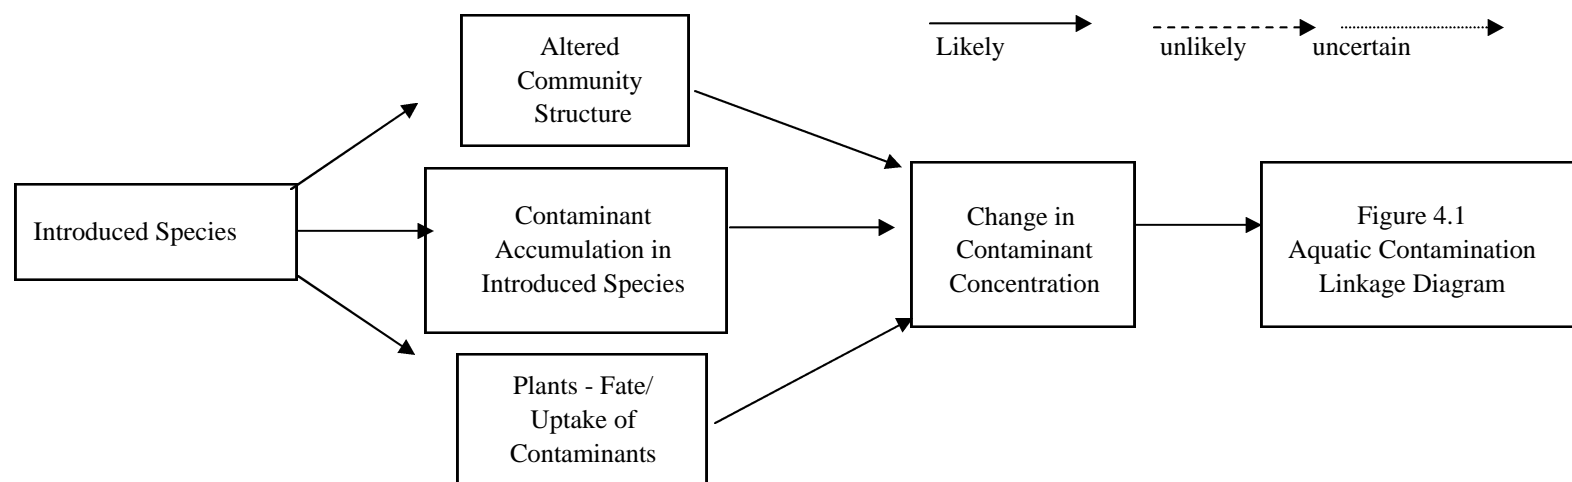 Altered
Community
Structure
Likely
unlikely
uncertain
Introduced Species
Contaminant
Accumulation in
Introduced Species
Change in
Contaminant
Concentration
Figure 4.1
Aquatic Contamination
Linkage Diagram
Plants - Fate/
Uptake of
Contaminants